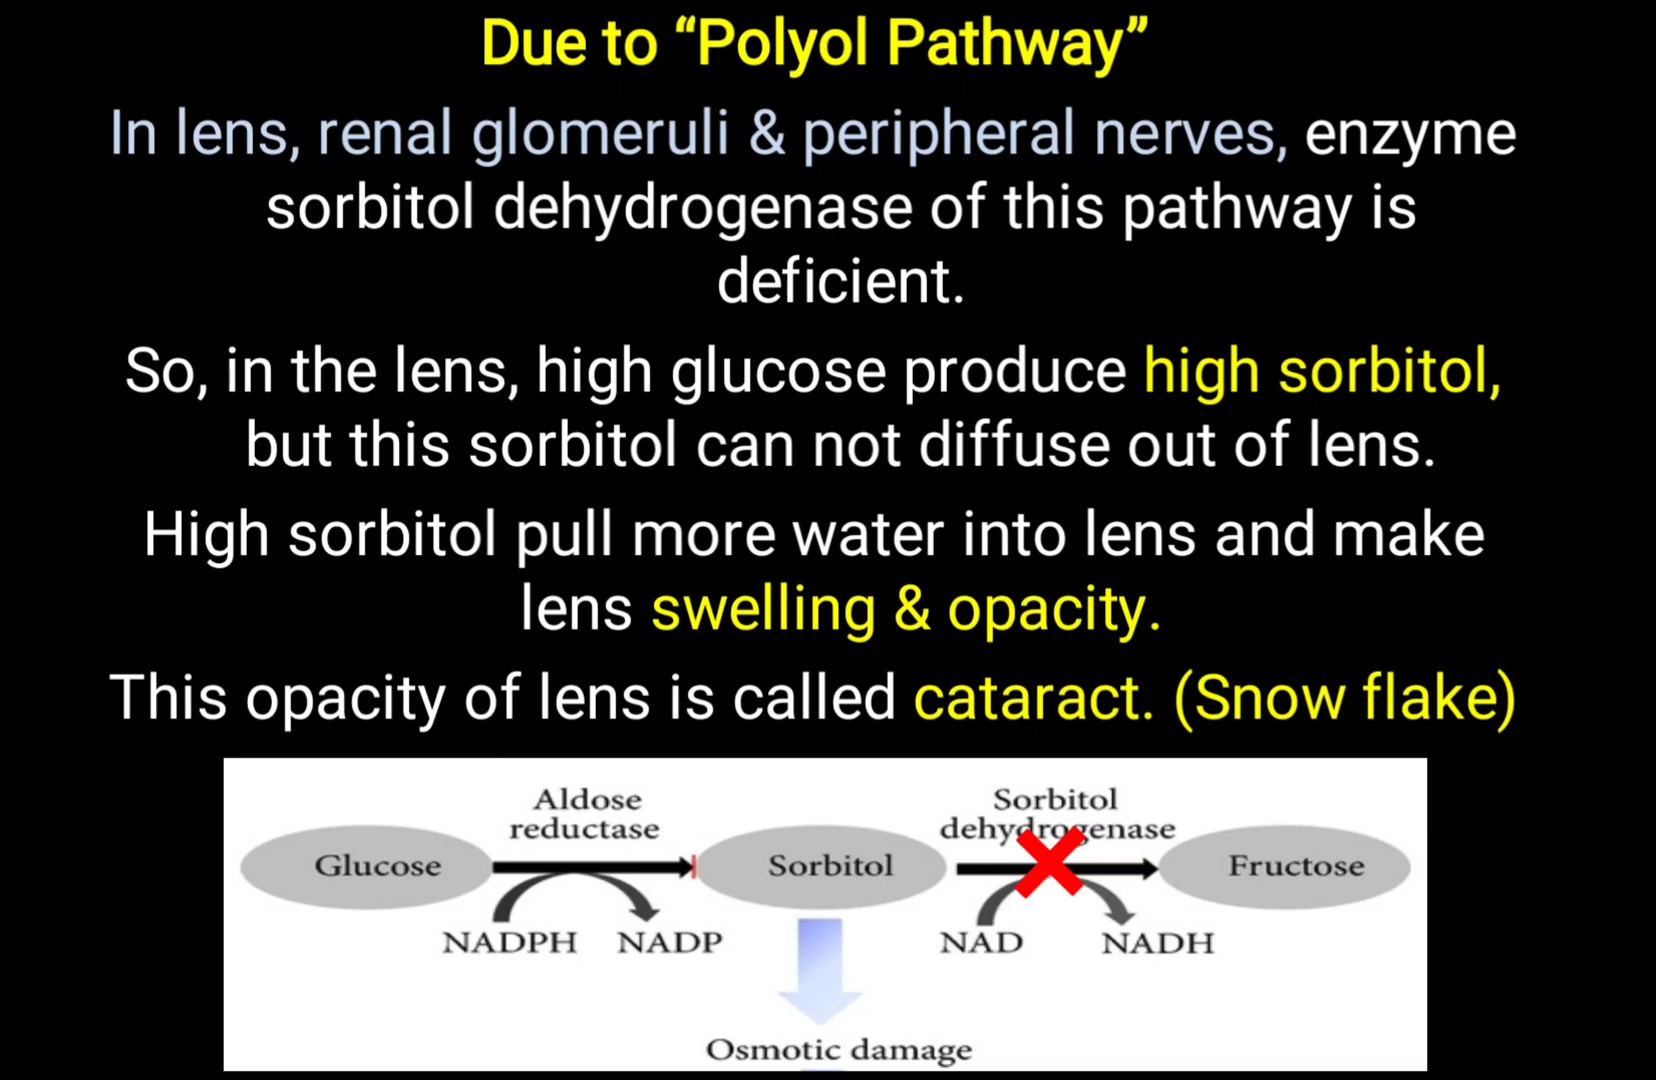 Due to “Polyol Pathway”
In lens, renal glomeruli & peripheral nerves, enzyme
sorbitol dehydrogenase of this pathway is
deficient.
So, in the lens, high glucose produce high sorbitol,
but this sorbitol can not diffuse out of lens.
High sorbitol pull more water into lens and make
lens swelling & opacity.
This opacity of lens is called cataract. (Snow flake)
Aldose
reductase
Sorbitol
dehydrogenase
Glucose
Sorbitol
Fructose
NADPH
NADP
NAD
NADH
Osmotic damage